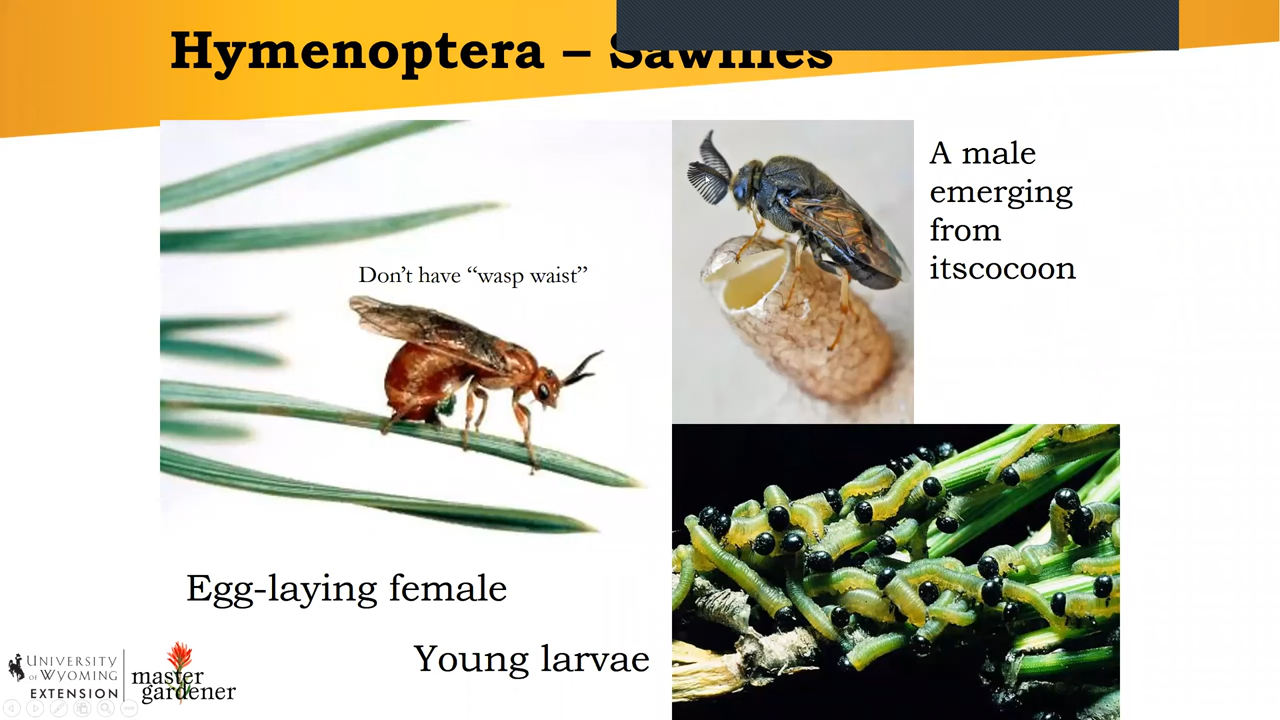 Hymenoptera – Sawflies
Don't have “wasp waist”
A male
emerging
from
itscocoon
Egg-laying female
Young larvae
UNIVERSITY
OF WYOMING
EXTENSION
master
gardener